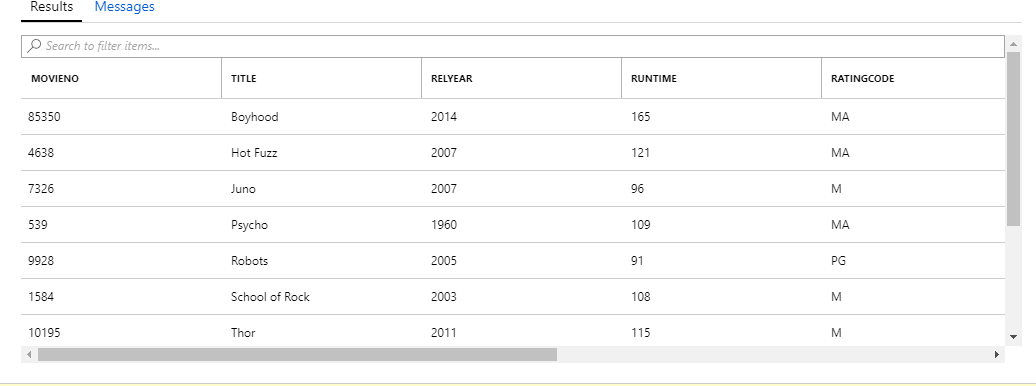 Results Messages
Search to filter items...
MOVIENO TITLE RELYEAR RUNTIME RATINGCODE
85350 Boyhood 2014 165 MA
4638 Hot Fuzz 2007 121 MA
7326 Juno 2007 96 M
539 Psycho 1960 109 MA
9928 Robots 2005 91 PG
1584 School of Rock 2003 108 M
10195 Thor 2011 115 M